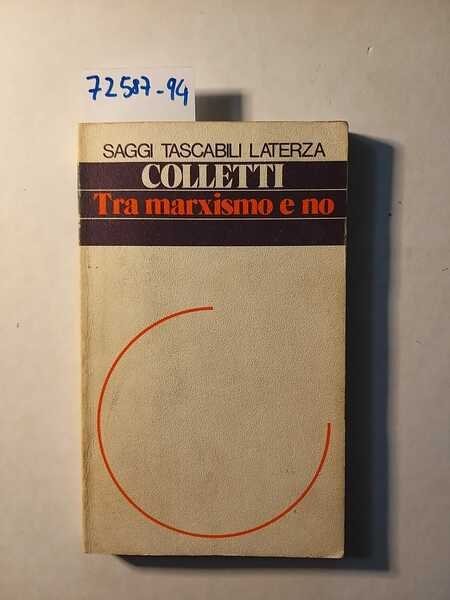 72587-94
SAGGI TASCABILI LATERZA
COLLETTI
Tra marxismo e no